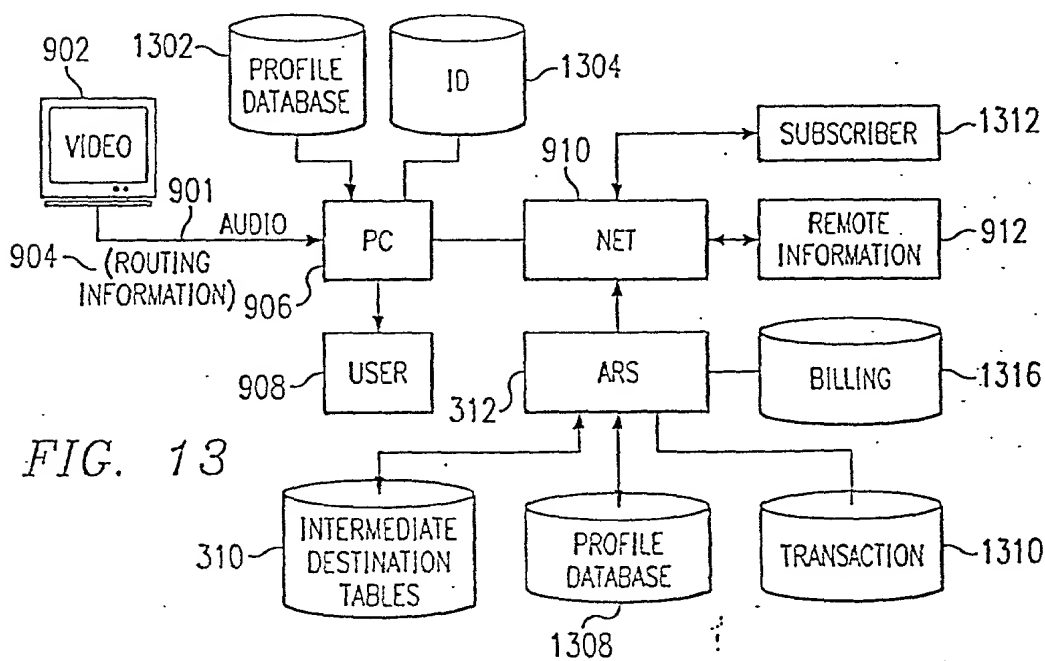 1302
PROFILE
DATABASE
ID
1304
902
VIDEO
901
AUDIO
904
(ROUTING
INFORMATION)
906
PC
910
NET
SUBSCRIBER
1312
REMOTE
INFORMATION
912
908
USER
312
ARS
BILLING
1316
FIG. 13
310
INTERMEDIATE
DESTINATION
TABLES
PROFILE
DATABASE
1308
TRANSACTION
1310